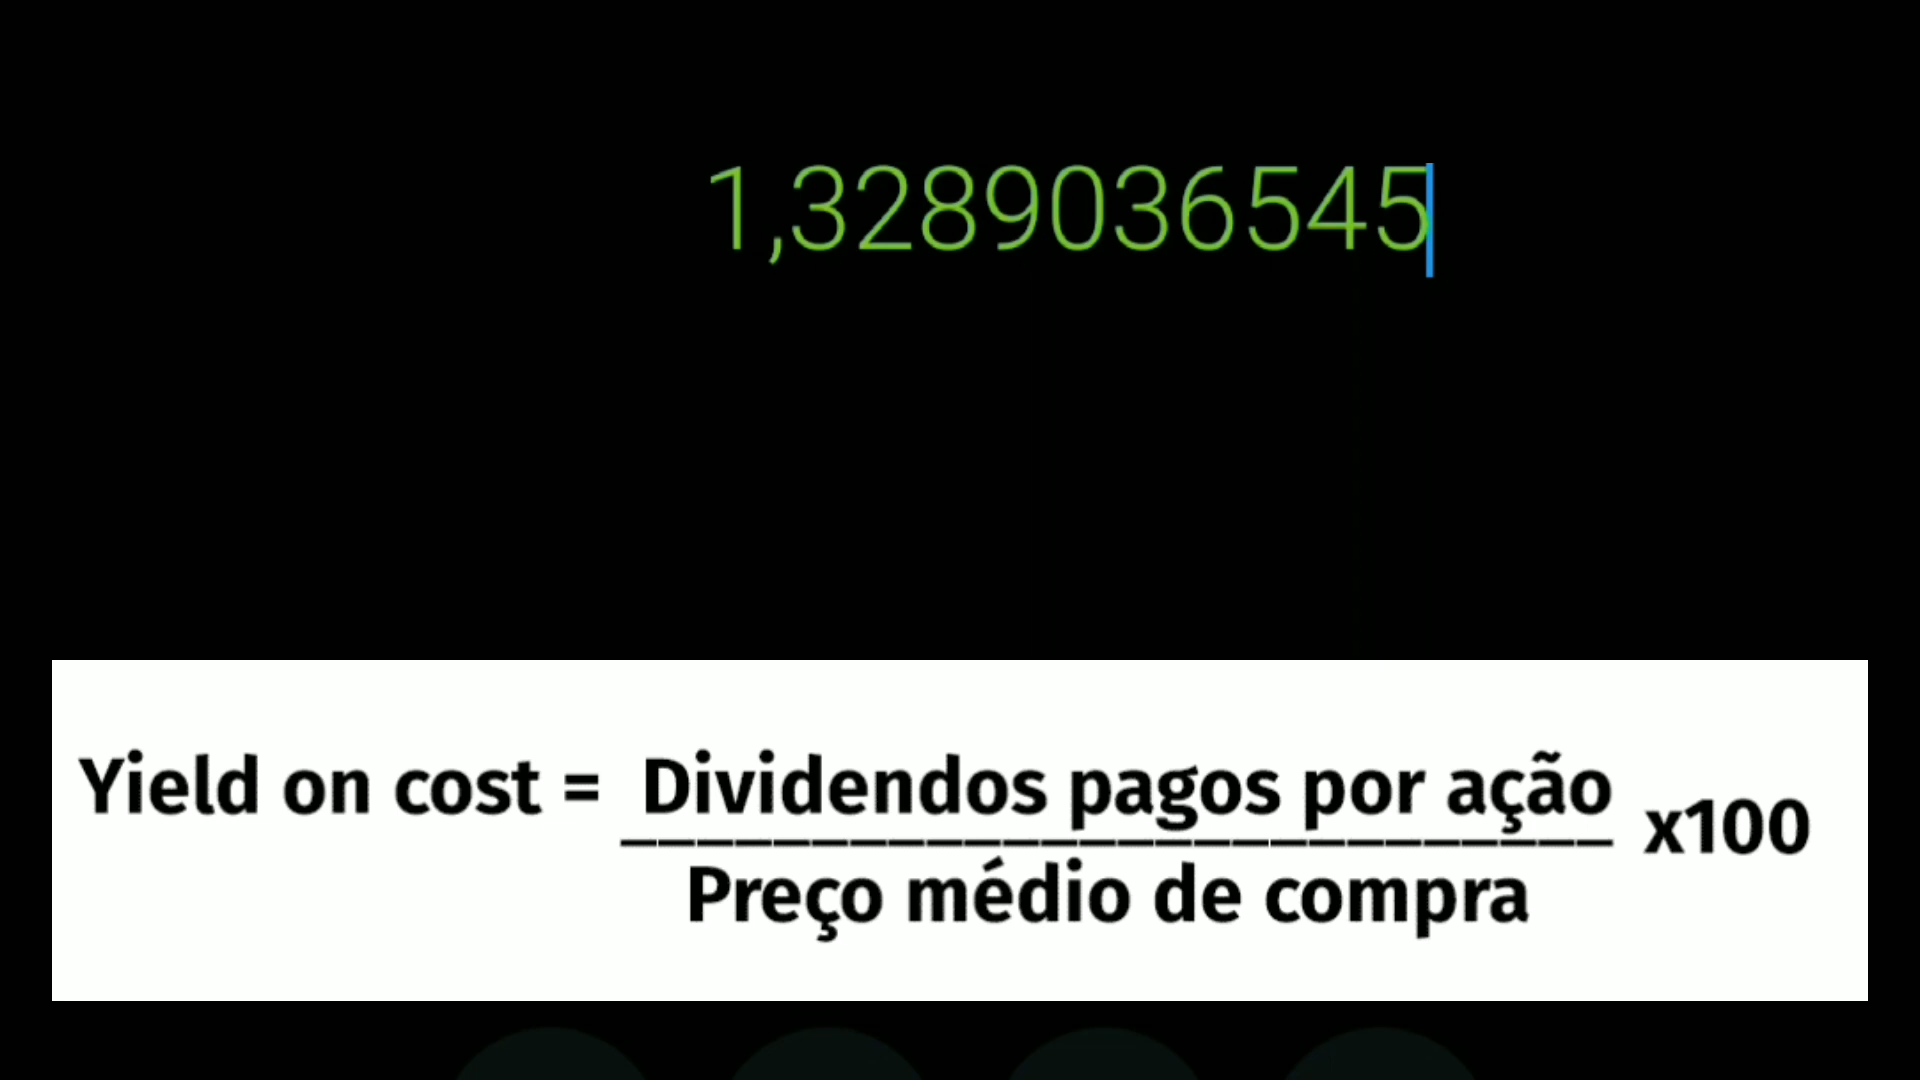 1,3289036545
Yield on cost = Dividendos pagos por ação x100
Preço médio de compra